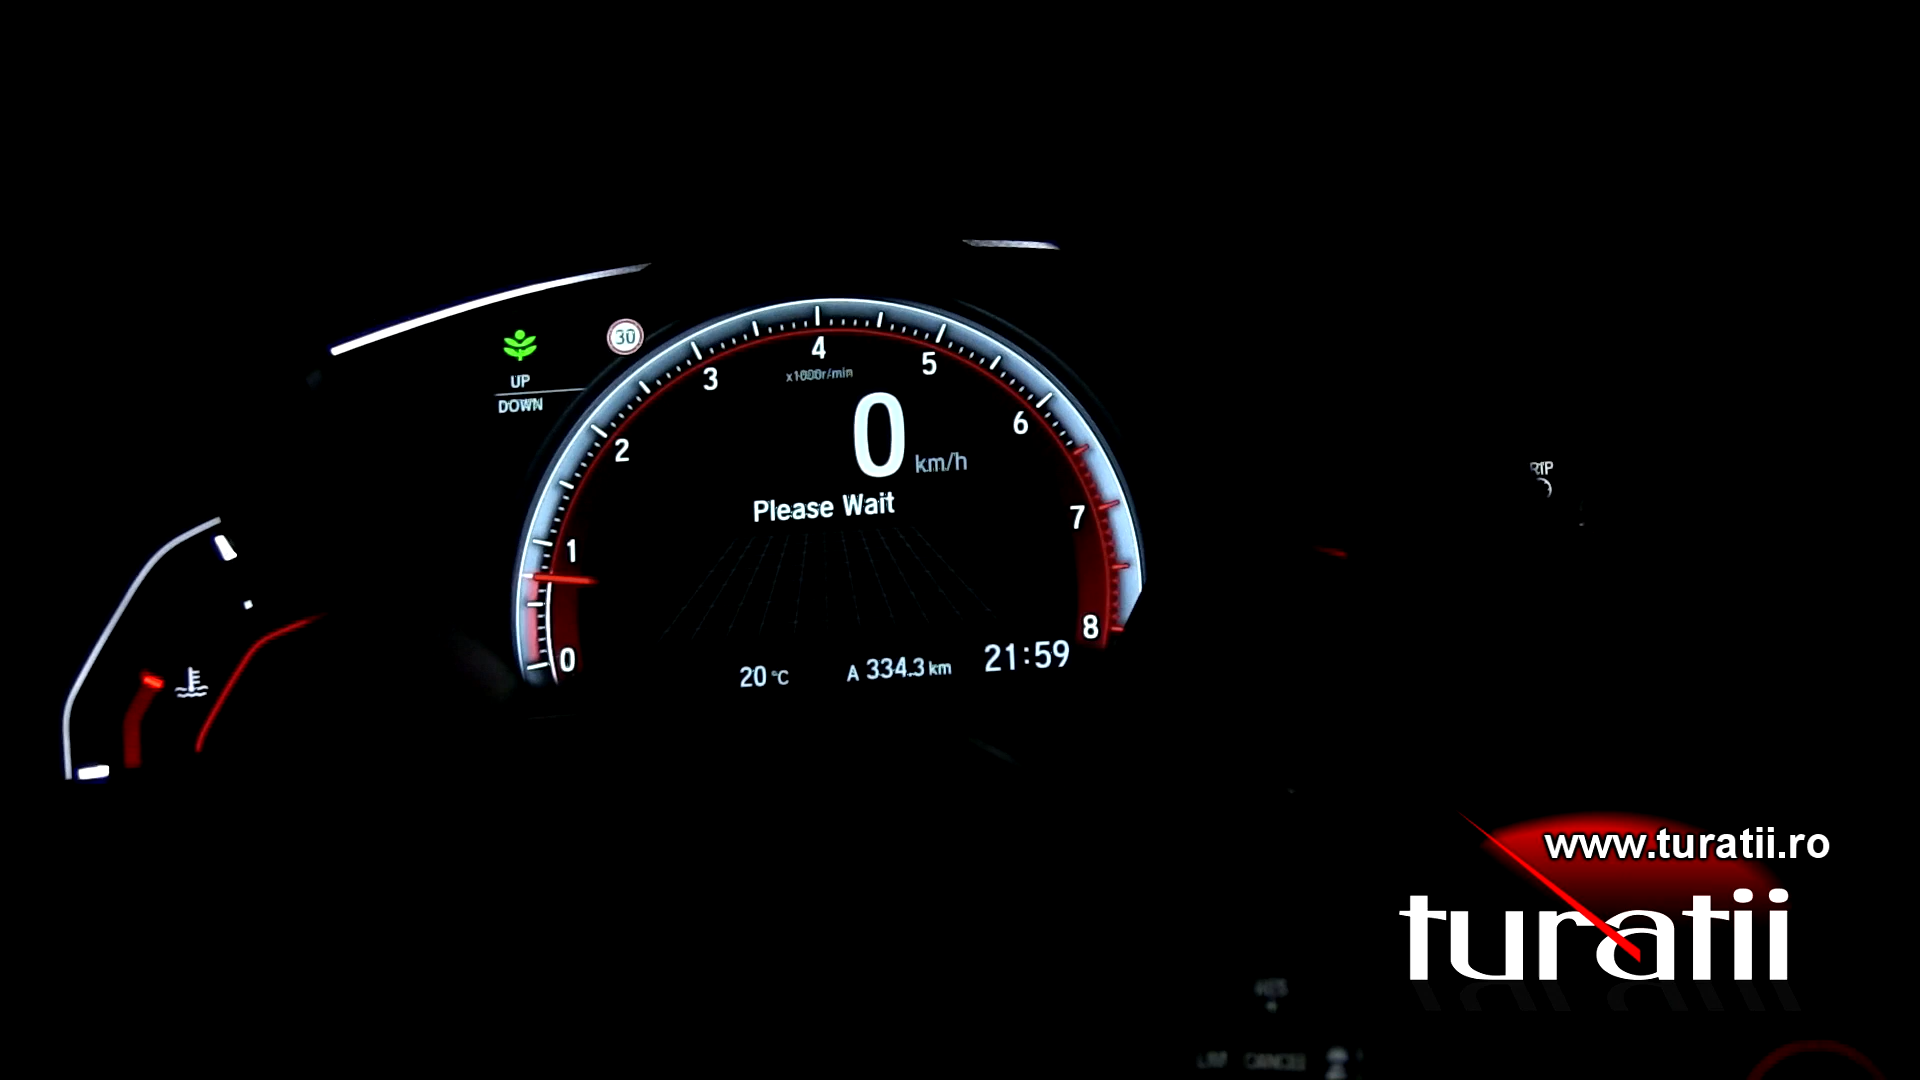 30
UP
DOWN
4
x1000r/min
3
5
0 km/h
6
2
Please Wait
7
1
8
0
20 °C
A 334.3 km
21:59
www.turatii.ro
turatii